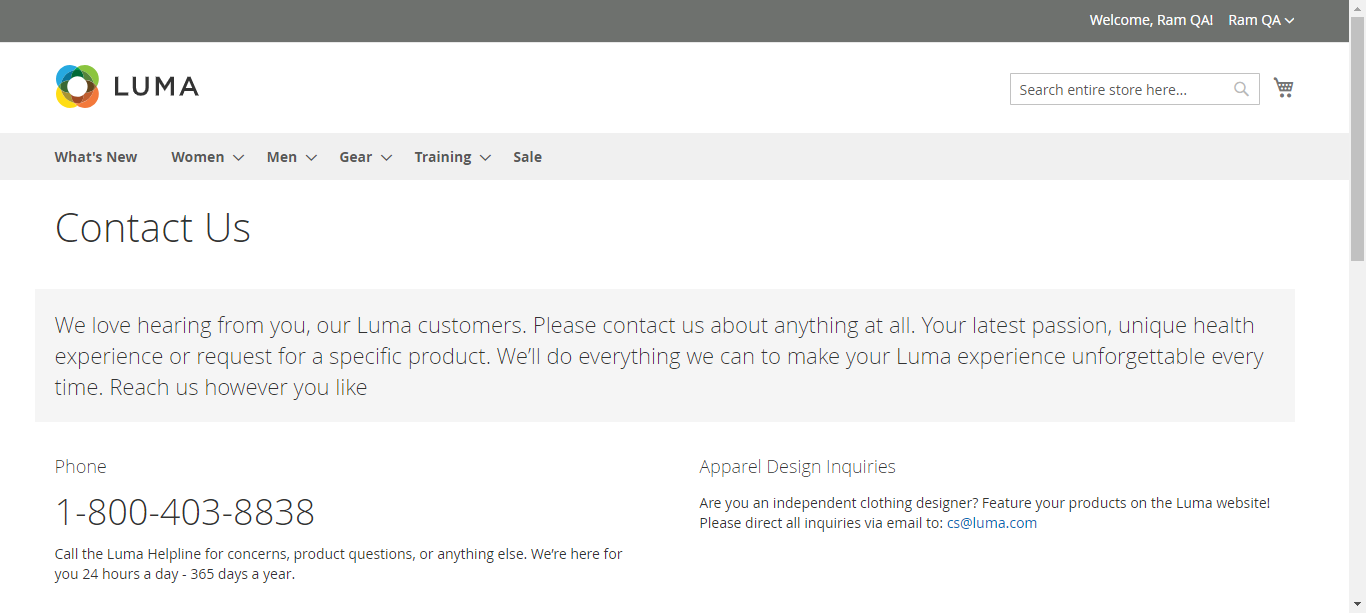 Welcome, Ram QA! Ram QA
LUMA
Search entire store here...
What's New Women Men Gear Training Sale
Contact Us
We love hearing from you, our Luma customers. Please contact us about anything at all. Your latest passion, unique health
experience or request for a specific product. We’ll do everything we can to make your Luma experience unforgettable every
time. Reach us however you like
Phone
1-800-403-8838
Call the Luma Helpline for concerns, product questions, or anything else. We’re here for
you 24 hours a day - 365 days a year.
Apparel Design Inquiries
Are you an independent clothing designer? Feature your products on the Luma website!
Please direct all inquiries via email to: cs@luma.com